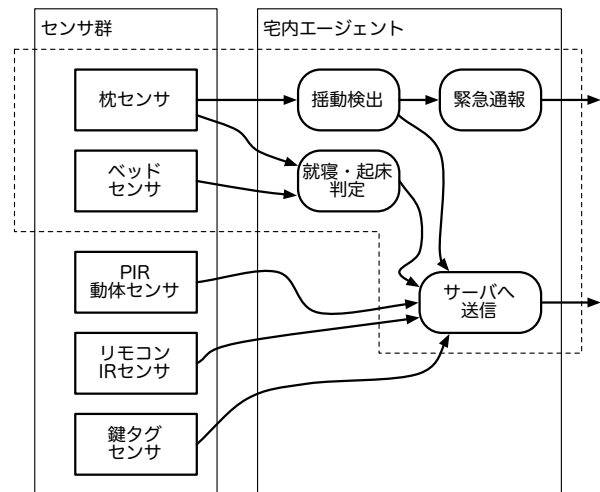 センサ群
宅内エージェント
枕センサ
揺動検出
緊急通報
ベッド
センサ
就寝・起床
判定
PIR
動体センサ
サーバへ
送信
リモコン
IRセンサ
鍵タグ
センサ